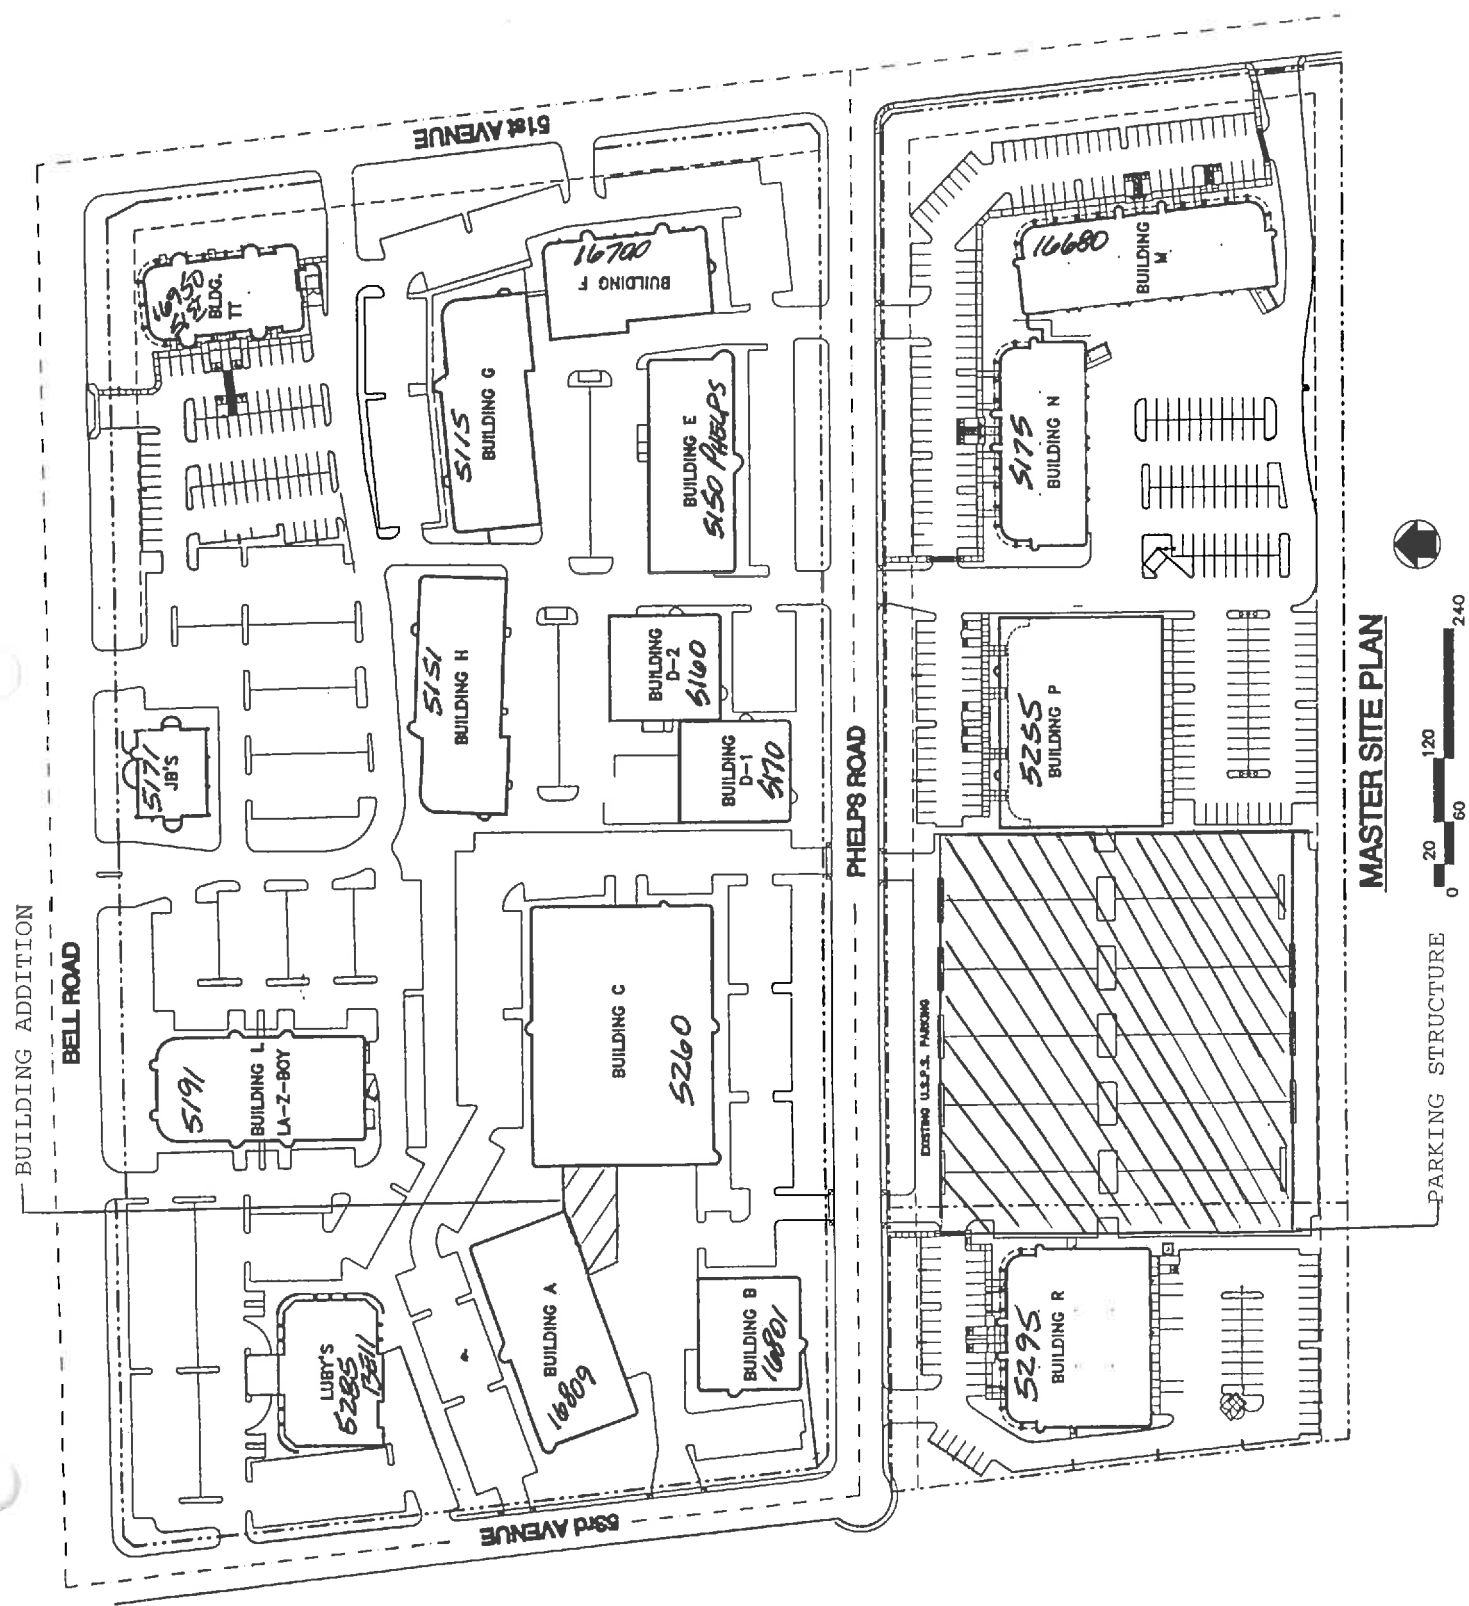 BUILDING ADDITION
BELL ROAD
LUBY'S
5285
BELL
5191
BUILDING L
LA-Z-BOY
5171
JB'S
16950
51st
BLDG.
TT
BUILDING A
16809
BUILDING B
16801
BUILDING C
5260
5151
BUILDING H
5115
BUILDING G
BUILDING
D-1
5170
BUILDING
D-2
5160
BUILDING E
5150 PHELPS
16700
BUILDING F
53rd AVENUE
51st AVENUE
PHELPS ROAD
EXISTING U.S.P.S. PARKING
5295
BUILDING R
5255
BUILDING P
5175
BUILDING N
16680
BUILDING
M
PARKING STRUCTURE
MASTER SITE PLAN
0 20 60 120 240